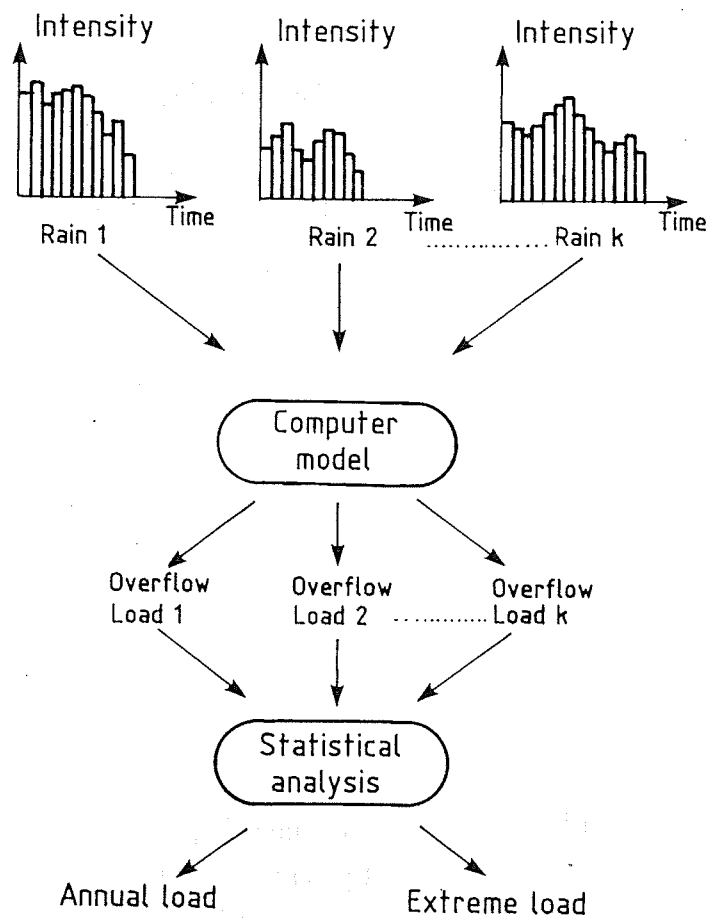 Intensity
Intensity
Intensity
Time
Time
Time
Rain 1
Rain 2 ............... Rain k
Computer
model
Overflow
Load 1
Overflow
Load 2 ............... Overflow
Load k
Statistical
analysis
Annual load
Extreme load